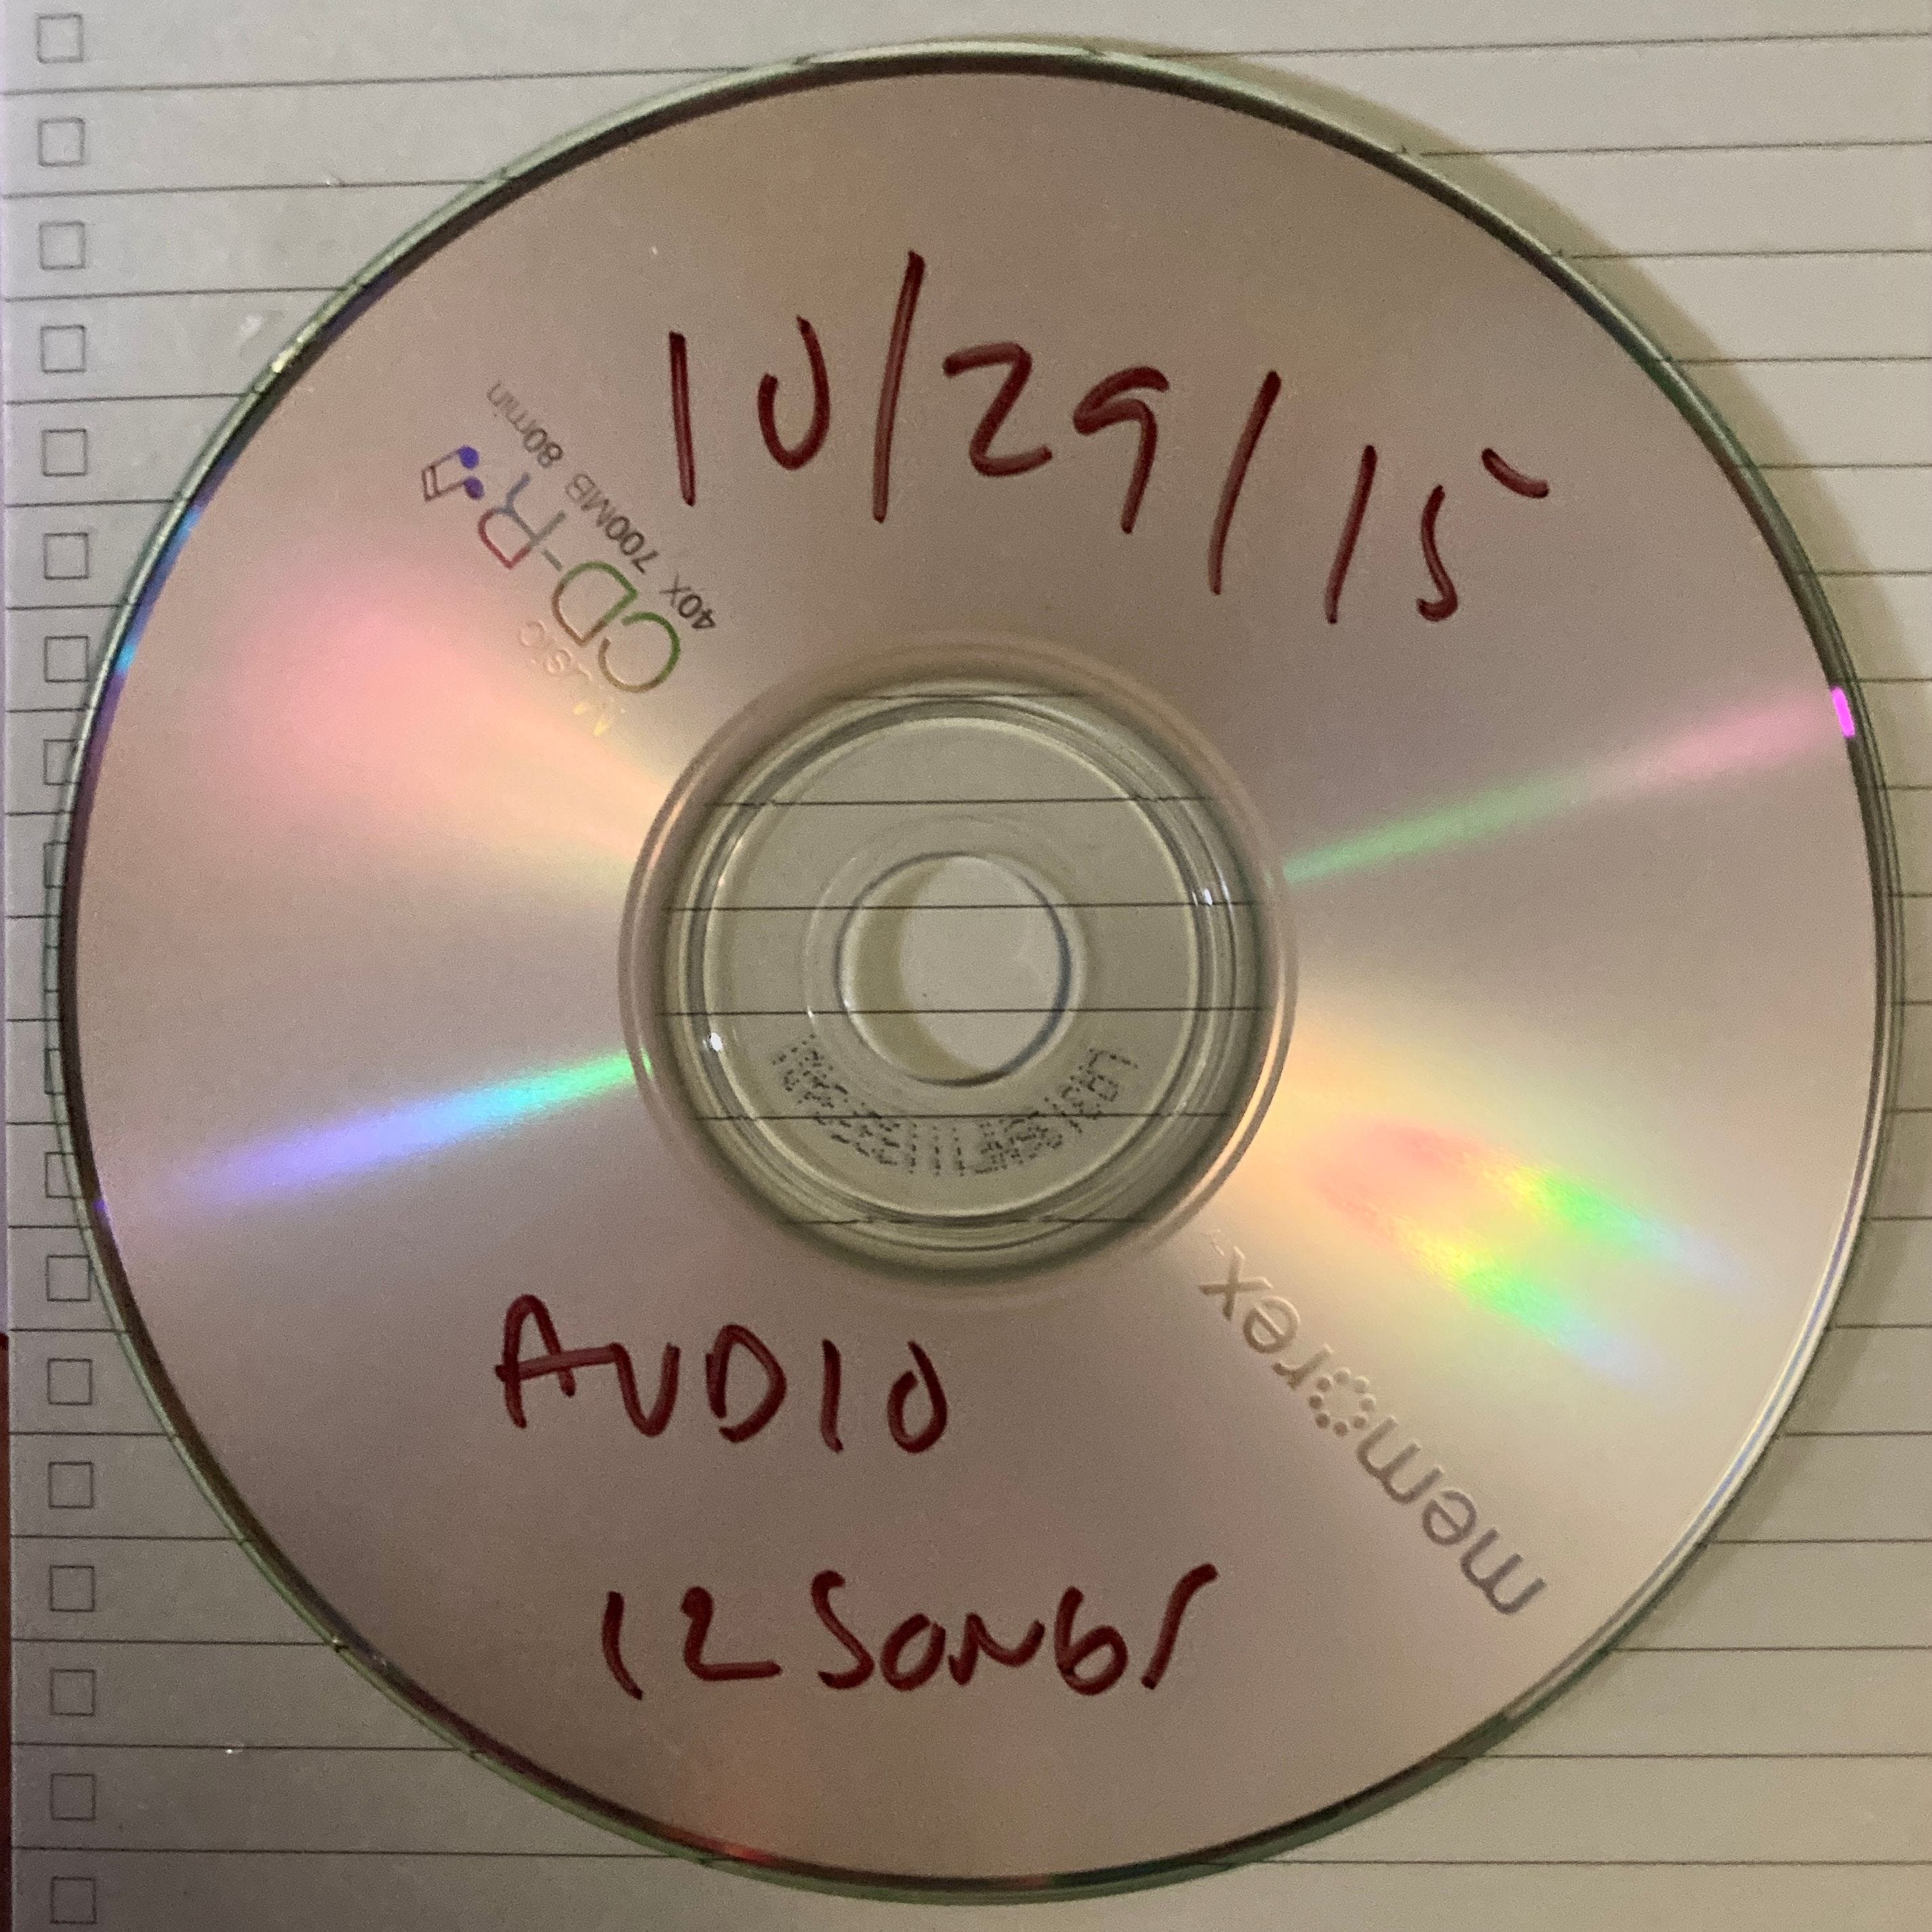 10/29/15
Music
CD-R
40X 700MB 80min
AUDIO
12 SONGS
memorex